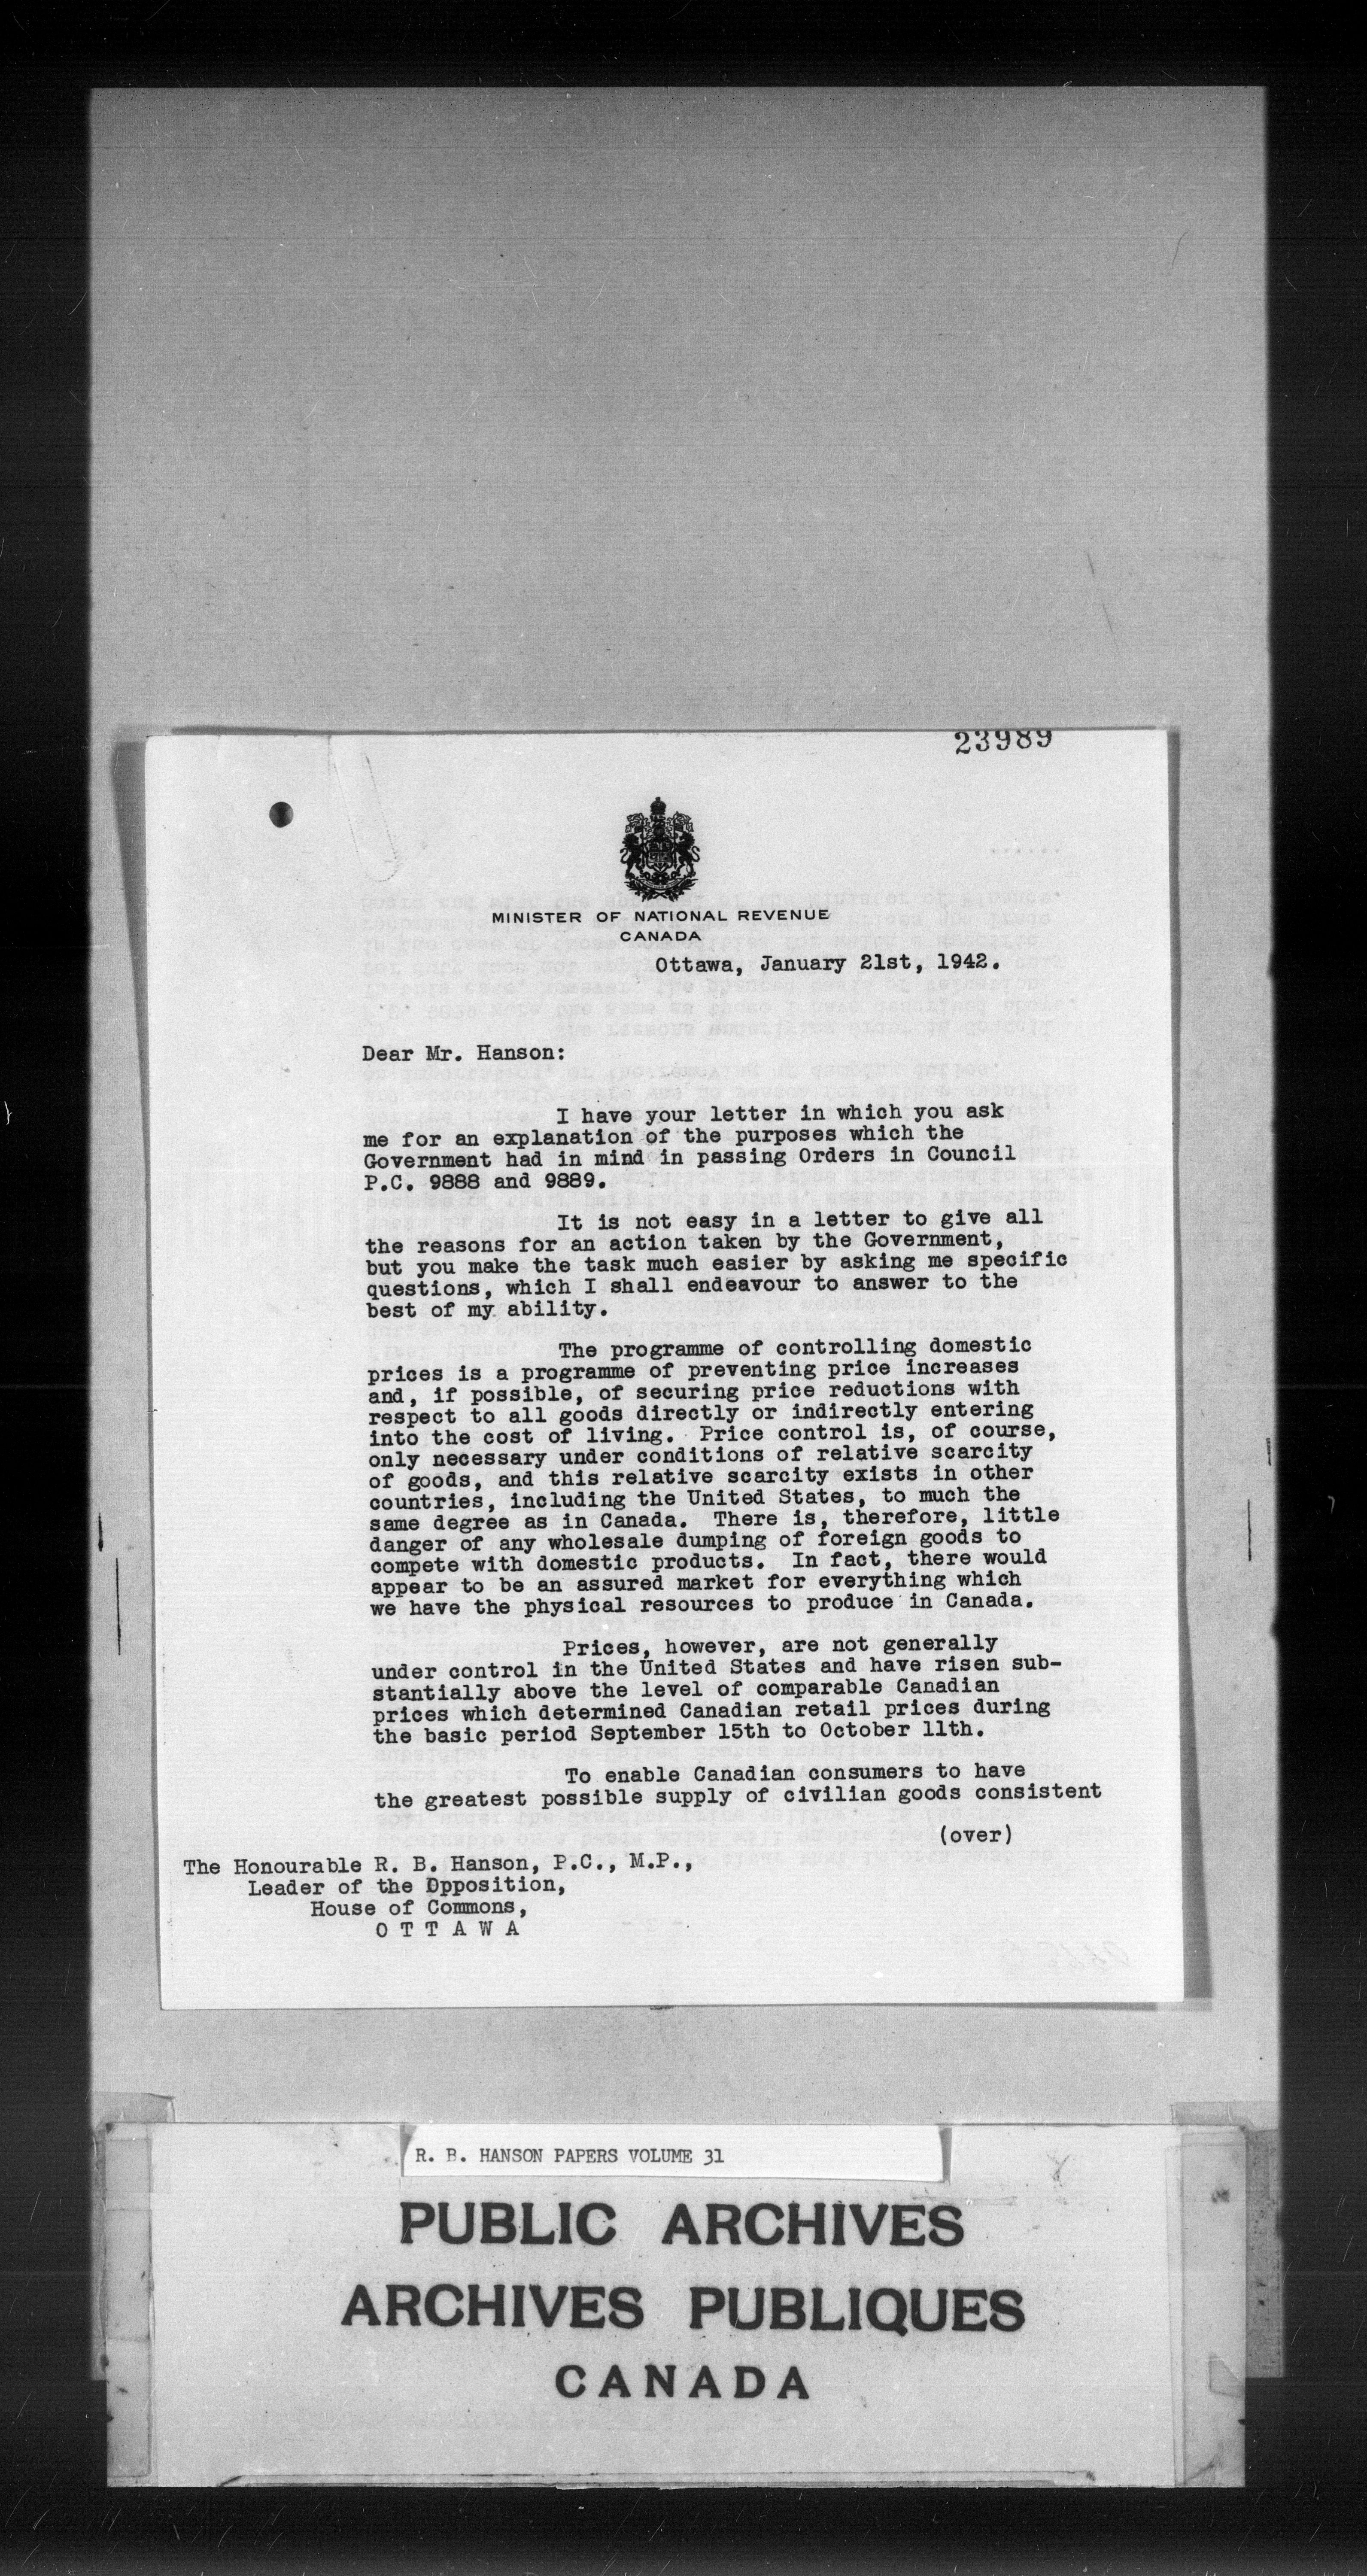 23989
MINISTER OF NATIONAL REVENUE
CANADA
Ottawa, January 21st, 1942.
Dear Mr. Hanson:
I have your letter in which you ask
me for an explanation of the purposes which the
Government had in mind in passing Orders in Council
P.C. 9888 and 9889.
It is not easy in a letter to give all
the reasons for an action taken by the Government,
but you make the task much easier by asking me specific
questions, which I shall endeavour to answer to the
best of my ability.
The programme of controlling domestic
prices is a programme of preventing price increases
and, if possible, of securing price reductions with
respect to all goods directly or indirectly entering
into the cost of living. Price control is, of course,
only necessary under conditions of relative scarcity
of goods, and this relative scarcity exists in other
countries, including the United States, to much the
same degree as in Canada. There is, therefore, little
danger of any wholesale dumping of foreign goods to
compete with domestic products. In fact, there would
appear to be an assured market for everything which
we have the physical resources to produce in Canada.
Prices, however, are not generally
under control in the United States and have risen sub-
stantially above the level of comparable Canadian
prices which determined Canadian retail prices during
the basic period September 15th to October 11th.
To enable Canadian consumers to have
the greatest possible supply of civilian goods consistent
(over)
The Honourable R. B. Hanson, P.C., M.P.,
Leader of the Opposition,
House of Commons,
O T T A W A
R. B. HANSON PAPERS VOLUME 31
PUBLIC ARCHIVES
ARCHIVES PUBLIQUES
CANADA